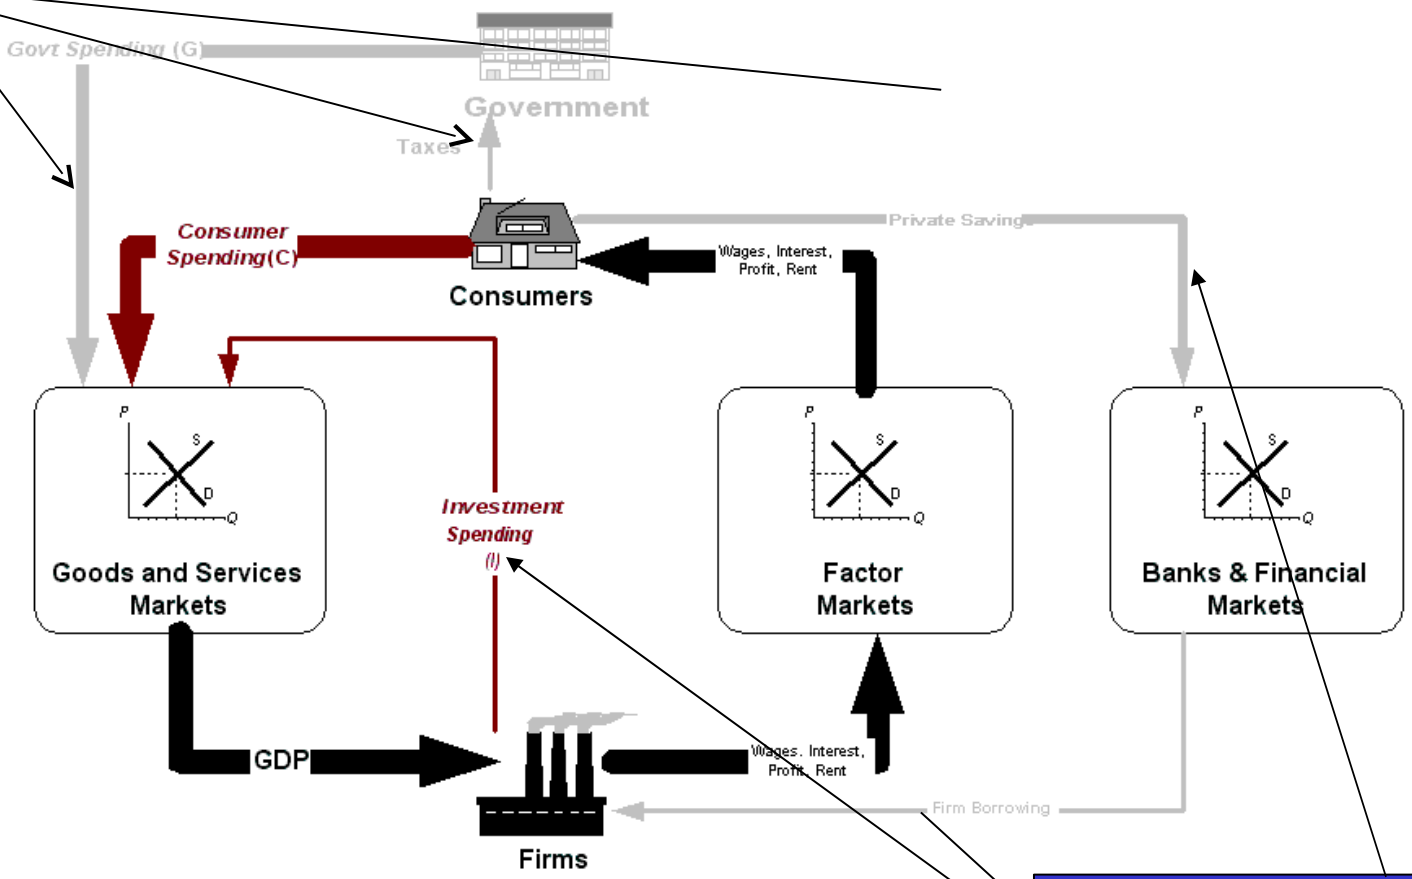 Govt Spending (G)
Government
Taxes
Consumer
Spending(C)
Private Savings
Wages, Interest,
Profit, Rent
Consumers
P
S
D
Q
Goods and Services
Markets
Investment
Spending
(I)
P
S
D
Q
Factor
Markets
P
S
D
Q
Banks & Financial
Markets
GDP
Wages. Interest,
Profit, Rent
Firm Borrowing
Firms